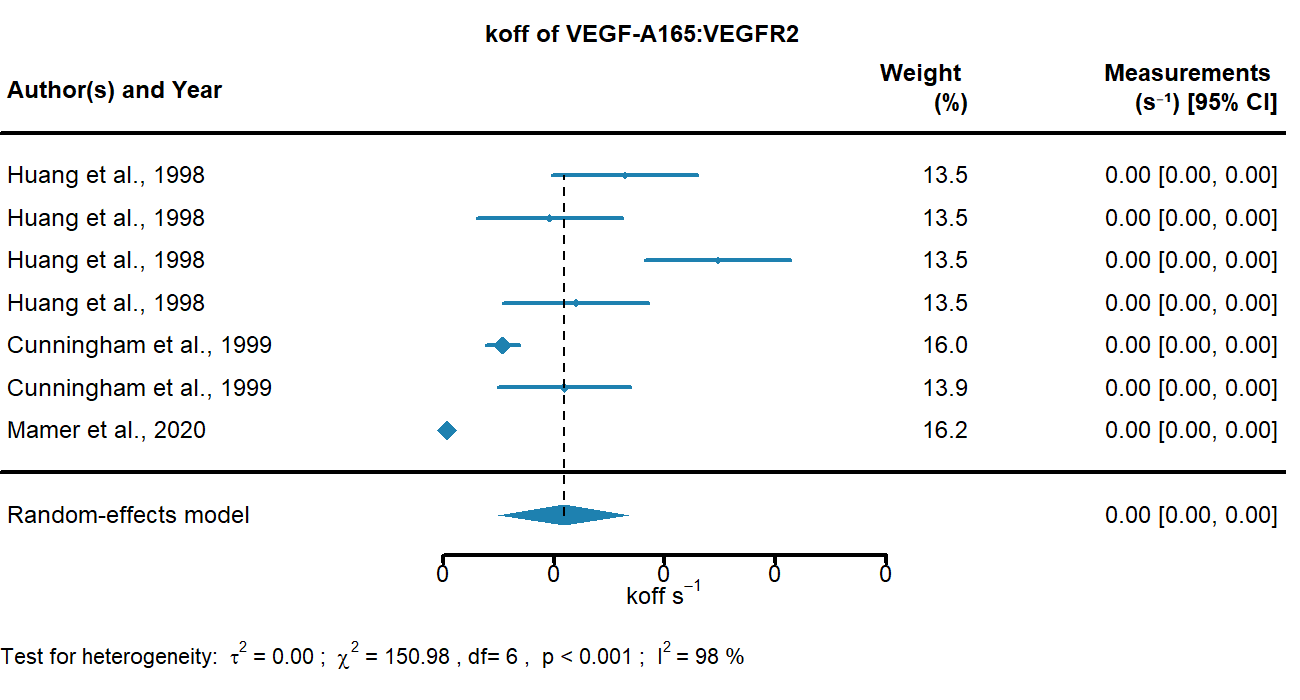 koff of VEGF-A165:VEGFR2
Author(s) and Year
Weight (%)
Measurements (s⁻¹) [95% CI]
Huang et al., 1998 13.5 0.00 [0.00, 0.00]
Huang et al., 1998 13.5 0.00 [0.00, 0.00]
Huang et al., 1998 13.5 0.00 [0.00, 0.00]
Huang et al., 1998 13.5 0.00 [0.00, 0.00]
Cunningham et al., 1999 16.0 0.00 [0.00, 0.00]
Cunningham et al., 1999 13.9 0.00 [0.00, 0.00]
Mamer et al., 2020 16.2 0.00 [0.00, 0.00]
Random-effects model 0.00 [0.00, 0.00]
0 0 0 0 0
koff s⁻¹
Test for heterogeneity: τ² = 0.00 ; χ² = 150.98 , df= 6 , p < 0.001 ; I² = 98 %